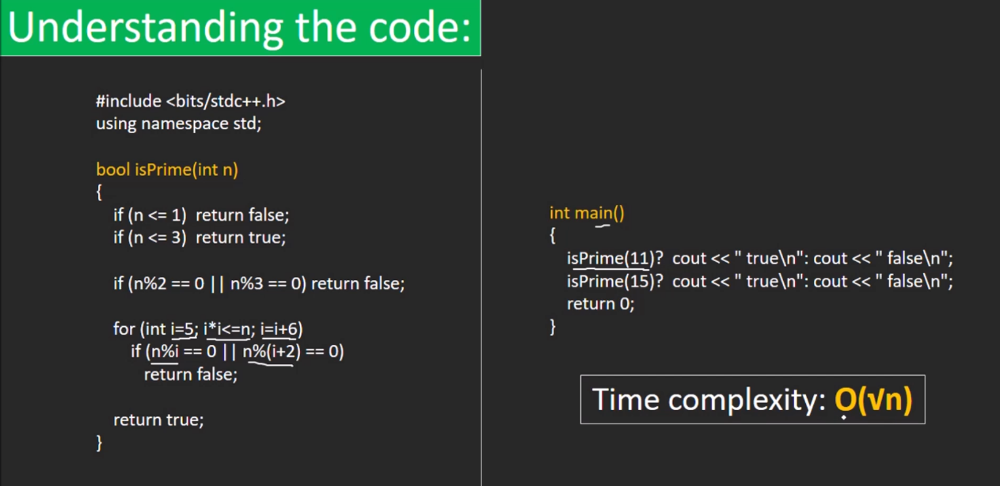 Understanding the code:
#include <bits/stdc++.h>
using namespace std;
bool isPrime(int n)
{
if (n <= 1)  return false;
if (n <= 3)  return true;
if (n%2 == 0 || n%3 == 0) return false;
for (int i=5; i*i<=n; i=i+6)
if (n%i == 0 || n%(i+2) == 0)
return false;
return true;
}
int main()
{
isPrime(11)?  cout << " true\n": cout << " false\n";
isPrime(15)?  cout << " true\n": cout << " false\n";
return 0;
}
Time complexity: O(√n)